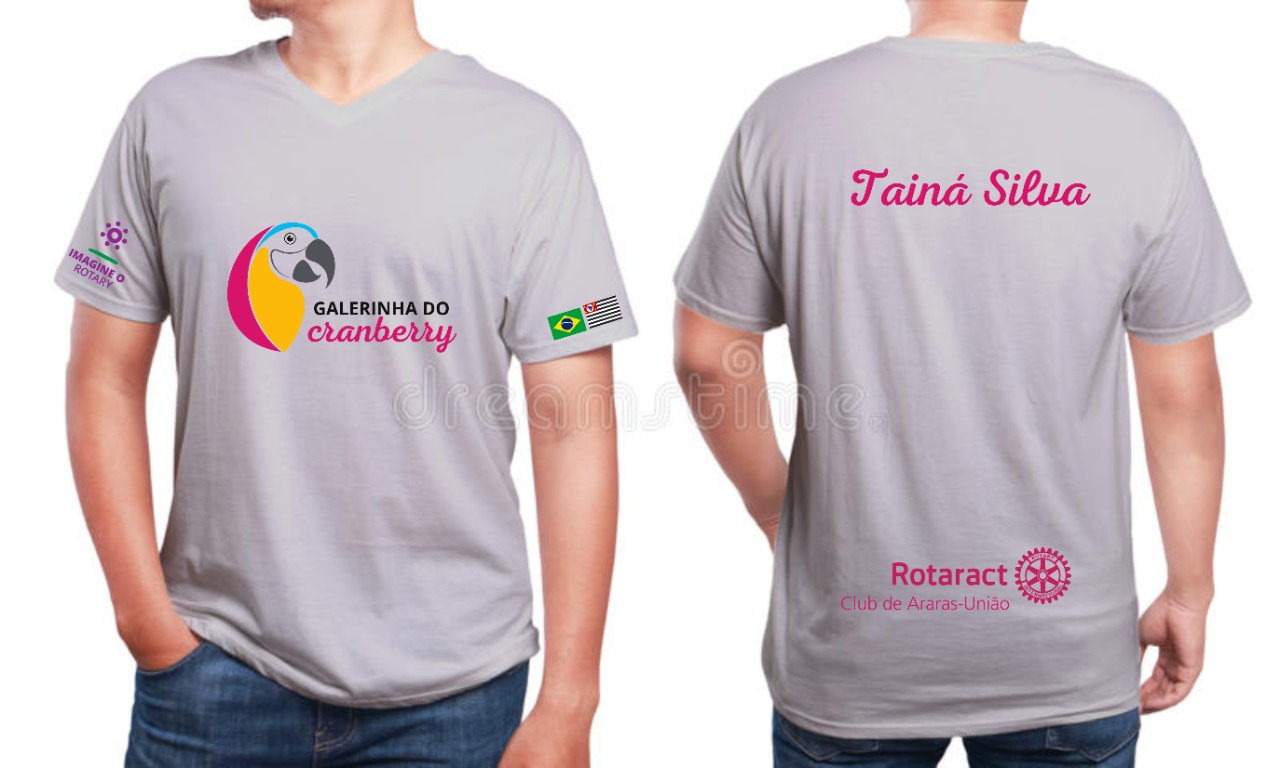 IMAGINE O
ROTARY
GALERINHA DO
cranberry
Tainá Silva
dreamstime.
Rotaract
Club de Araras-União